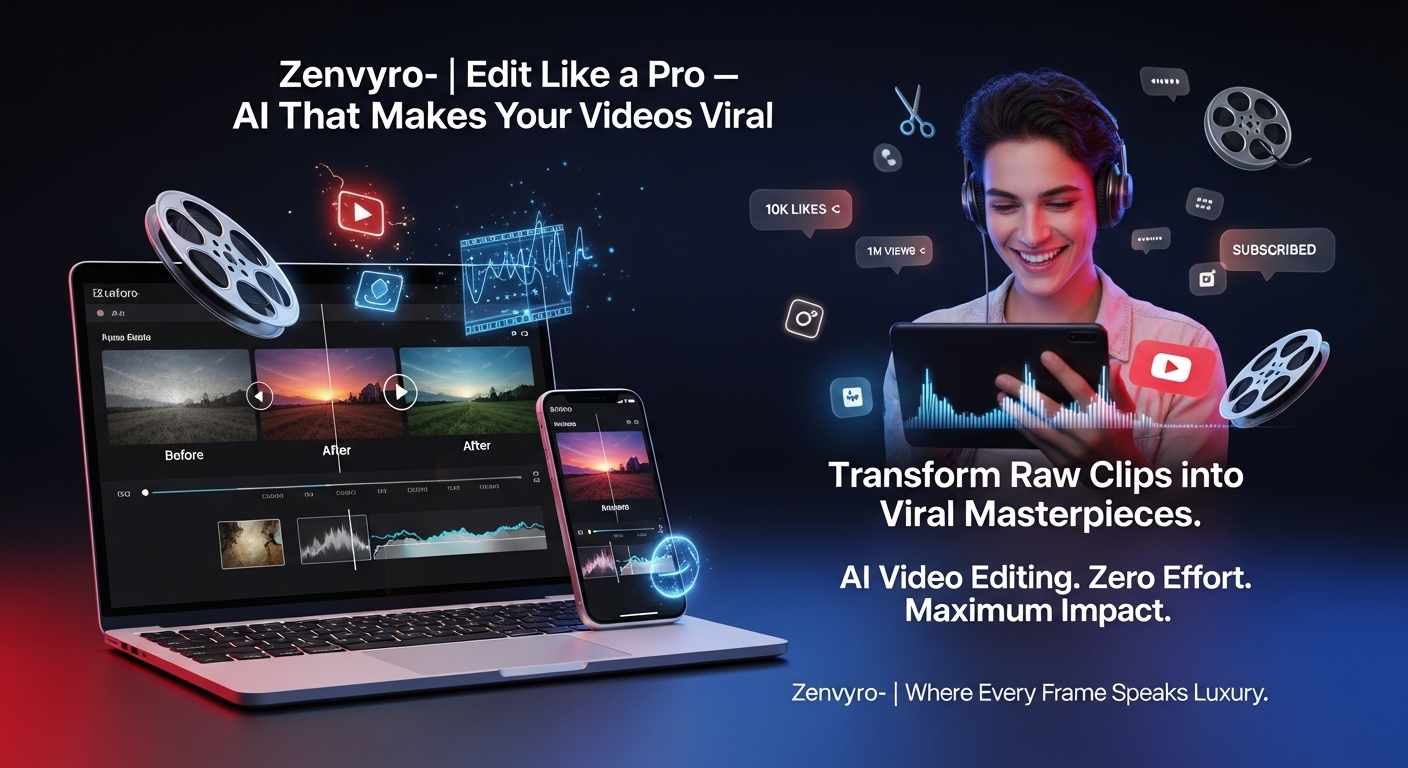 Zenvyro- | Edit Like a Pro –
AI That Makes Your Videos Viral
10K LIKES
1M VIEWS
SUBSCRIBED
Before
After
After
Transform Raw Clips into
Viral Masterpieces.
AI Video Editing. Zero Effort.
Maximum Impact.
Zenvyro- | Where Every Frame Speaks Luxury.